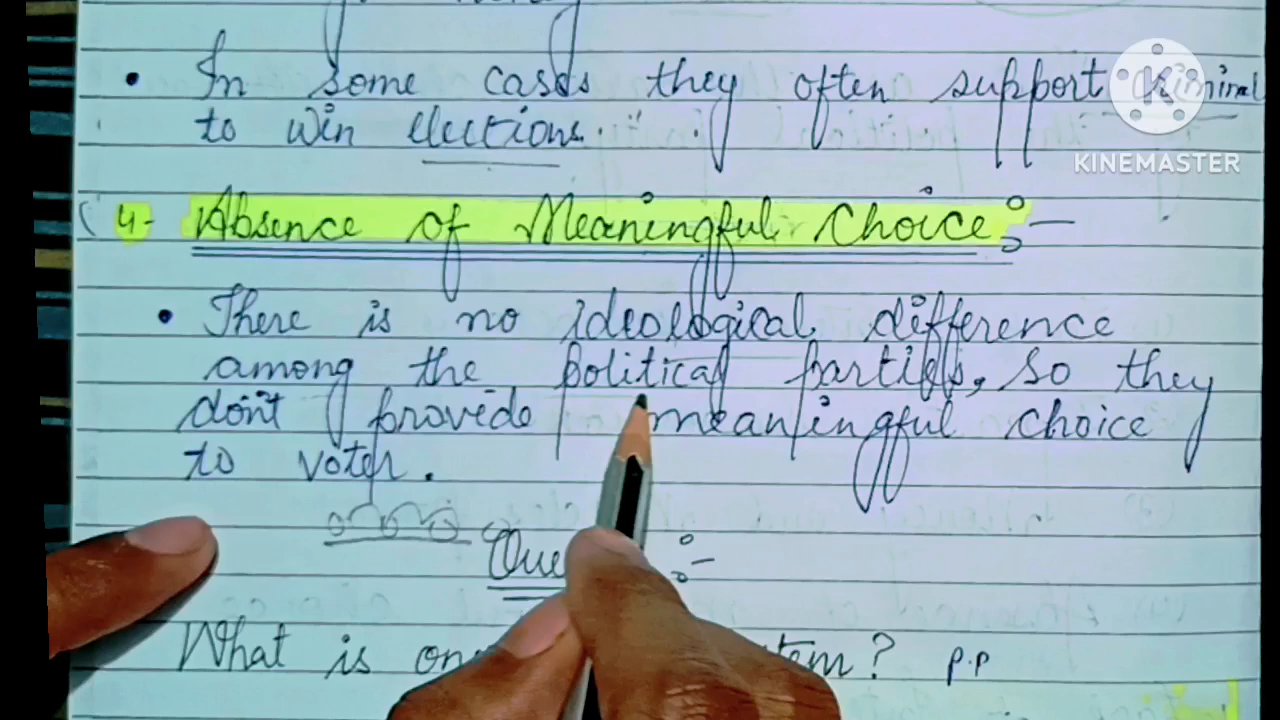 • In some cases they often support Criminal
to win elections.
KINEMASTER
4- Absence of Meaningful Choice :-
• There is no ideological difference
among the political parties, so they
don't provide meaningful choice
to voter.
:-
What is ? p.p